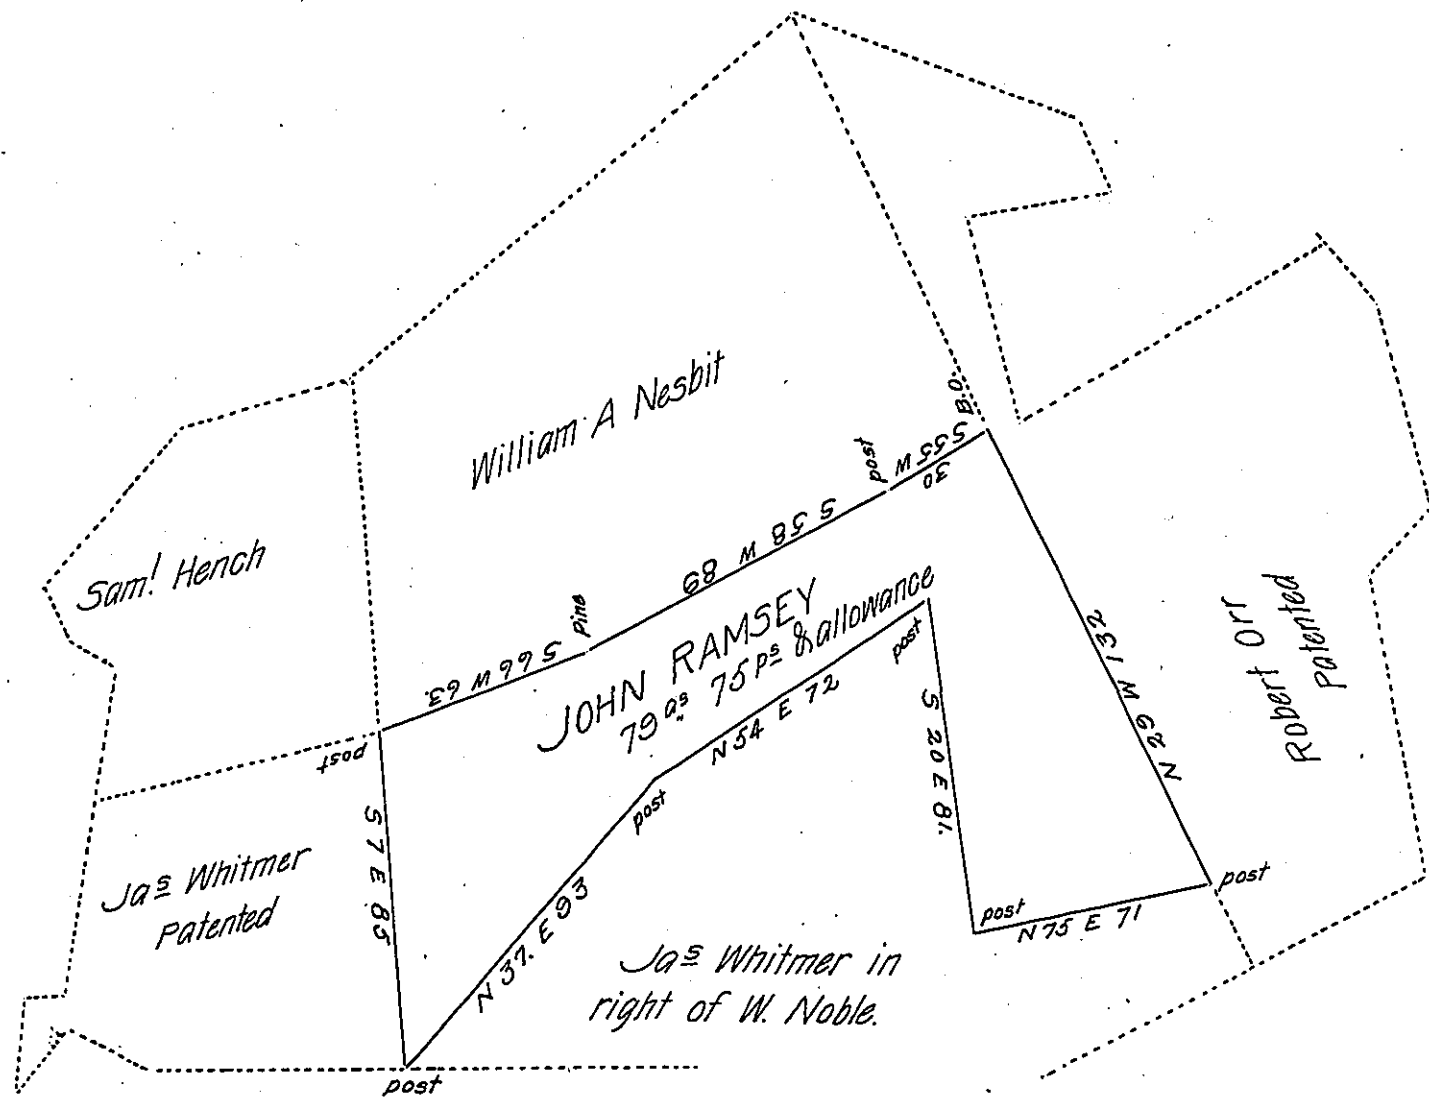 William A Nesbit
B.O.
post
S 55 W
30
S 58 W 89
Pine
S 66 W 63.
Sam! Hench
JOHN RAMSEY
79 as 75 ps & allowance
post
N 54 E 72
post
S 20 E 81.
N 29 W 132
Robert Orr
Patented
post
S 7 E 85
Jas Whitmer
Patented
N 37. E 93
post
post
N 75 E 71
Jas Whitmer in
right of W. Noble.
post